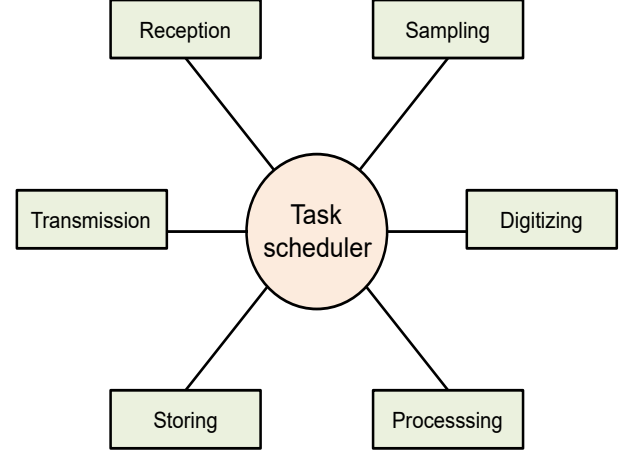 Reception
Sampling
Transmission
Task
scheduler
Digitizing
Storing
Processsing